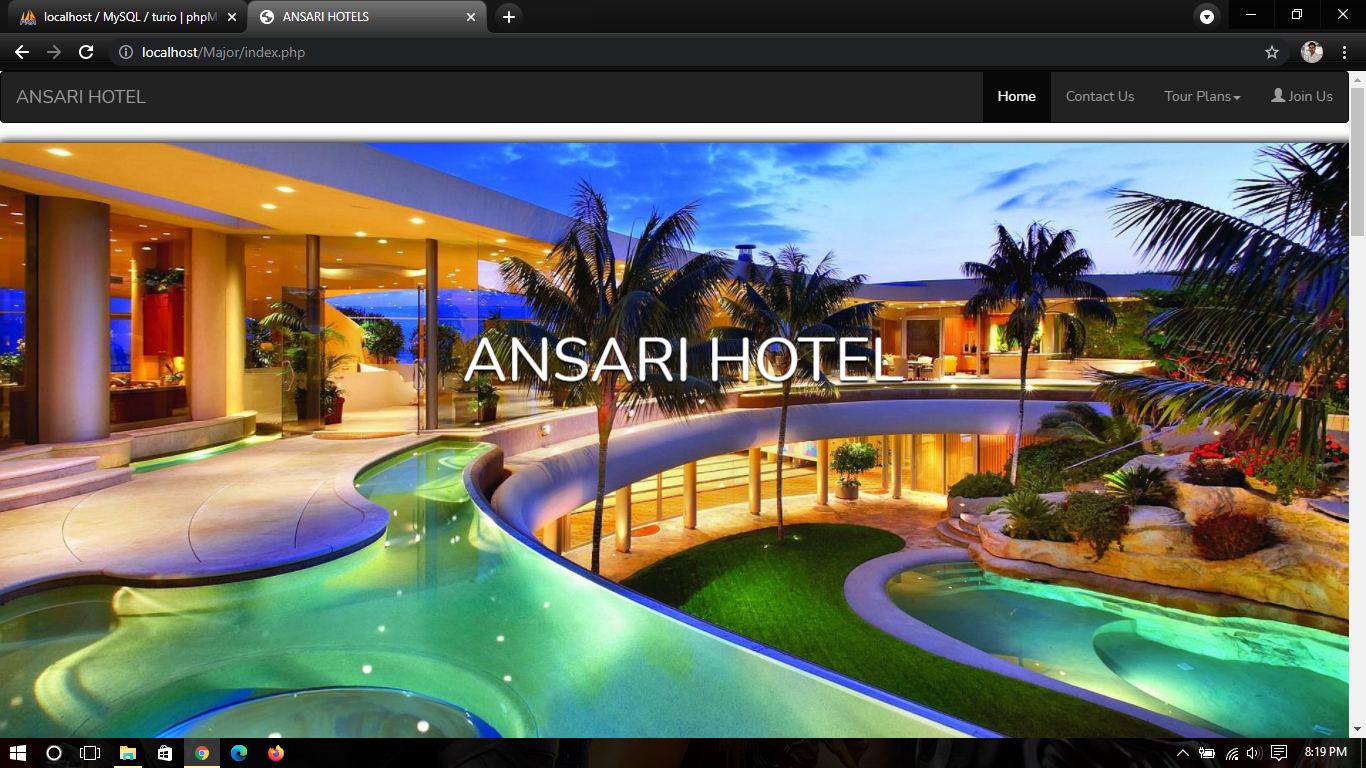 localhost / MySQL / turio | phpM
ANSARI HOTELS
localhost/Major/index.php
ANSARI HOTEL
Home
Contact Us
Tour Plans
Join Us
ANSARI HOTEL
8:19 PM